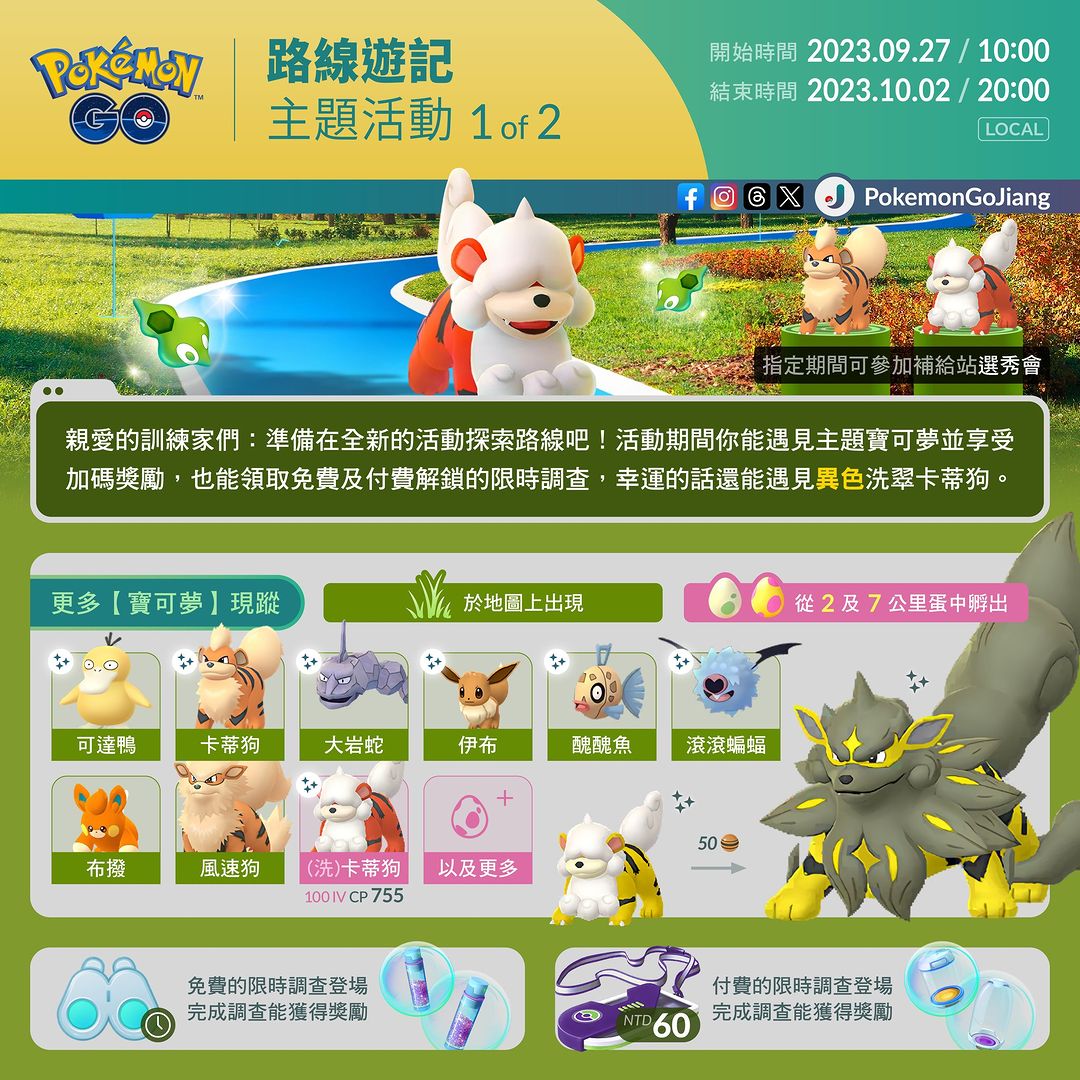 POKÉMON
GO
TM
路線遊記
主題活動 1 of 2
開始時間 2023.09.27 / 10:00
結束時間 2023.10.02 / 20:00
LOCAL
PokemonGoJiang
指定期間可參加補給站選秀會
親愛的訓練家們：準備在全新的活動探索路線吧！活動期間你能遇見主題寶可夢並享受
加碼獎勵，也能領取免費及付費解鎖的限時調查，幸運的話還能遇見異色洗翠卡蒂狗。
更多【寶可夢】現蹤
於地圖上出現
從 2 及 7 公里蛋中孵出
可達鴨
卡蒂狗
大岩蛇
伊布
醜醜魚
滾滾蝙蝠
布撥
風速狗
(洗)卡蒂狗
以及更多
100 IV CP 755
50
免費的限時調查登場
完成調查能獲得獎勵
NTD 60
付費的限時調查登場
完成調查能獲得獎勵